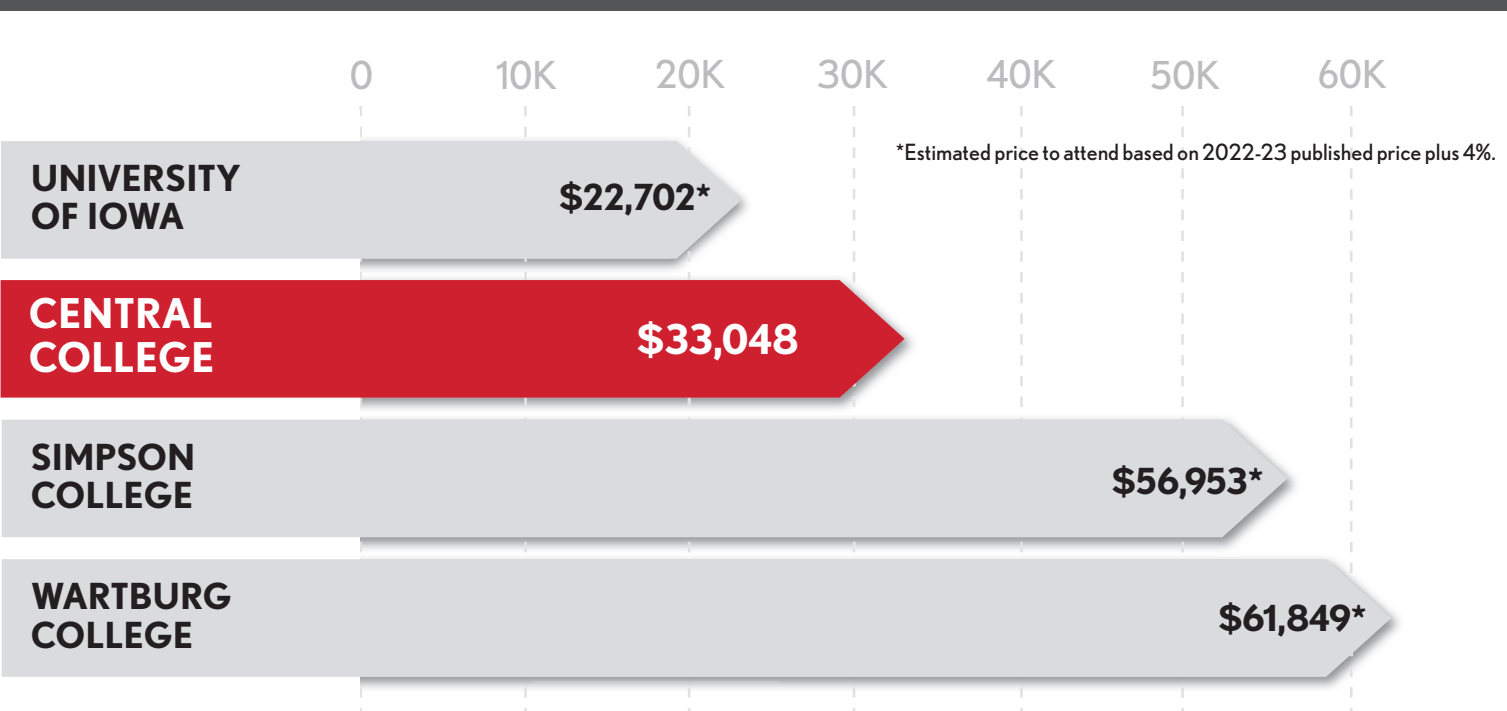 0 10K 20K 30K 40K 50K 60K
*Estimated price to attend based on 2022-23 published price plus 4%.
UNIVERSITY
OF IOWA
$22,702*
CENTRAL
COLLEGE
$33,048
SIMPSON
COLLEGE
$56,953*
WARTBURG
COLLEGE
$61,849*